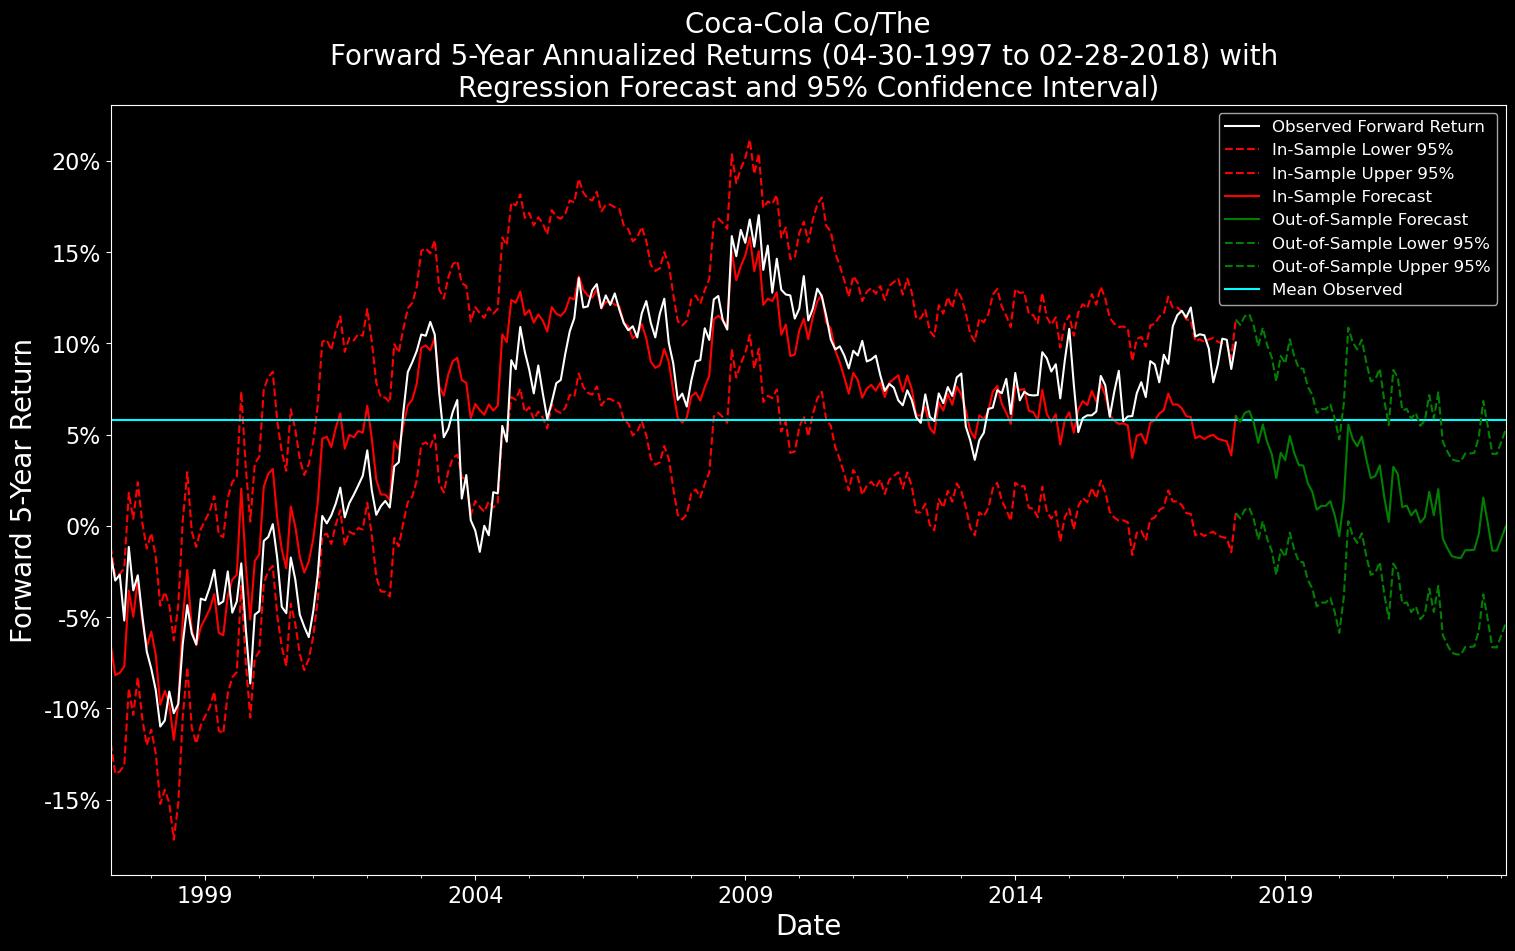 Coca-Cola Co/The
Forward 5-Year Annualized Returns (04-30-1997 to 02-28-2018) with
Regression Forecast and 95% Confidence Interval)
Observed Forward Return
In-Sample Lower 95%
In-Sample Upper 95%
In-Sample Forecast
Out-of-Sample Forecast
Out-of-Sample Lower 95%
Out-of-Sample Upper 95%
Mean Observed
Forward 5-Year Return
20%
15%
10%
5%
0%
-5%
-10%
-15%
1999
2004
2009
2014
2019
Date